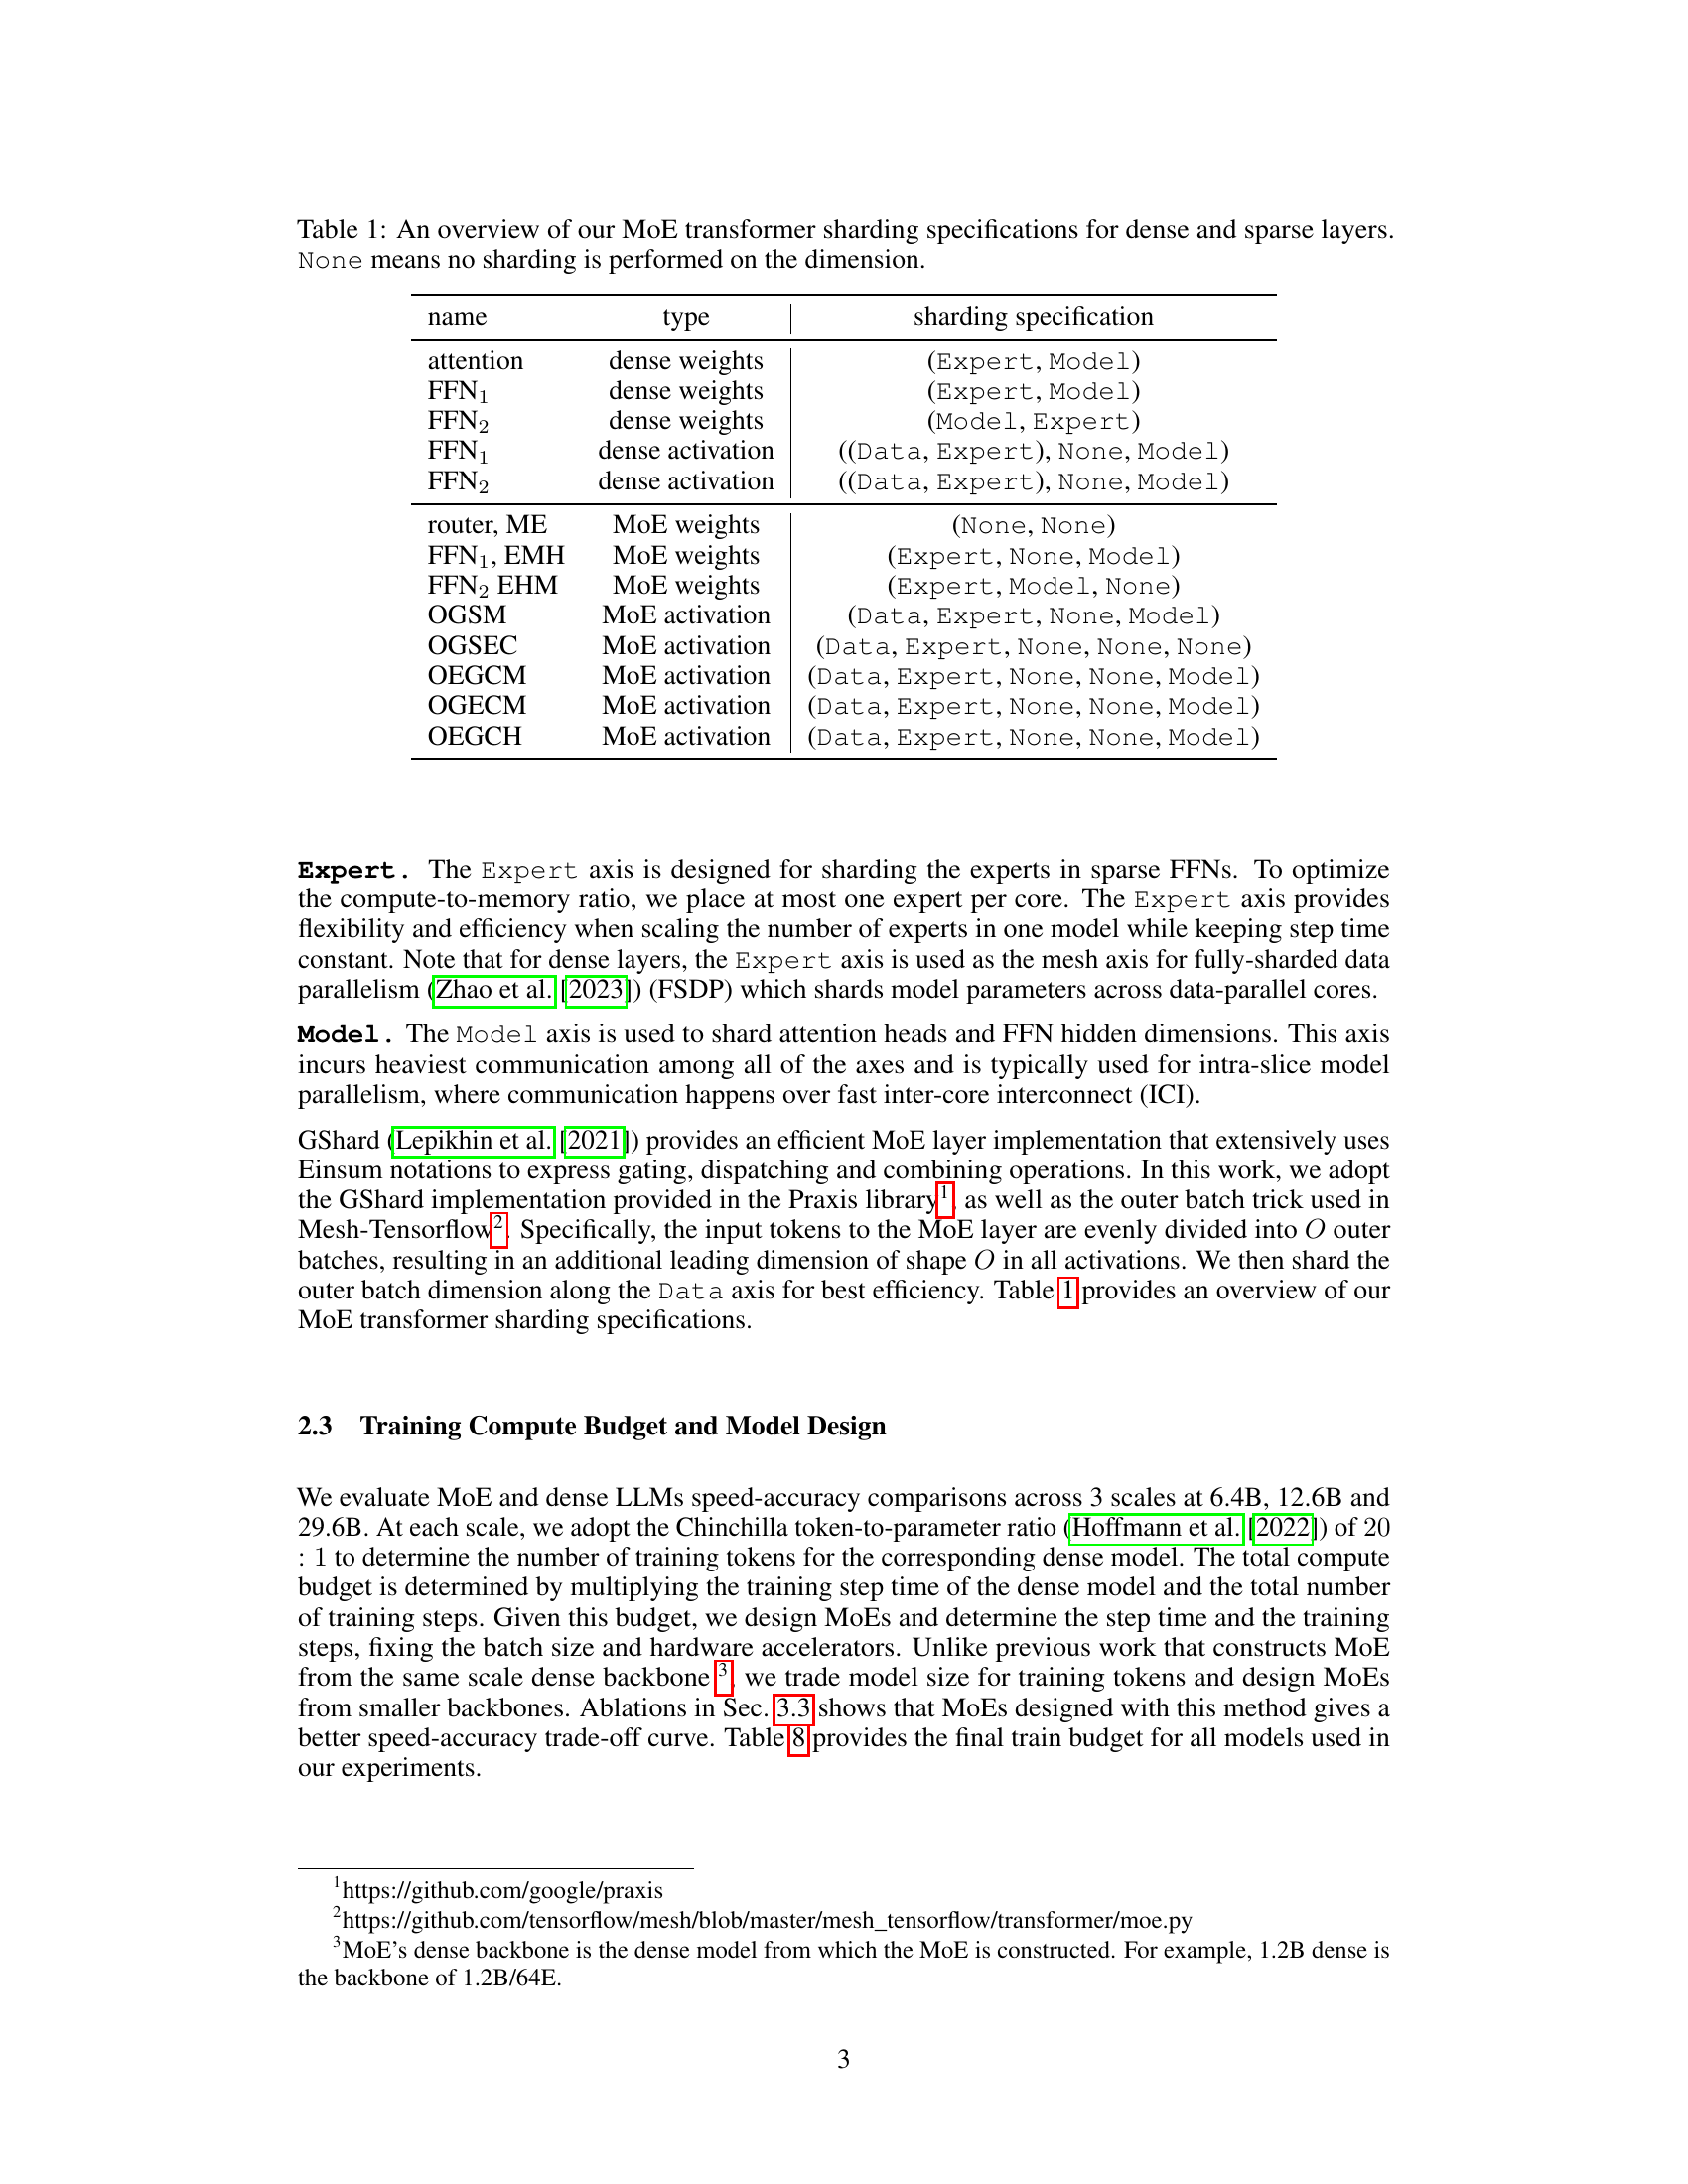 Table 1: An overview of our MoE transformer sharding specifications for dense and sparse layers.
None means no sharding is performed on the dimension.
name type sharding specification
attention dense weights (Expert, Model)
FFN₁ dense weights (Expert, Model)
FFN₂ dense weights (Model, Expert)
FFN₁ dense activation ((Data, Expert), None, Model)
FFN₂ dense activation ((Data, Expert), None, Model)
router, ME MoE weights (None, None)
FFN₁, EMH MoE weights (Expert, None, Model)
FFN₂ EHM MoE weights (Expert, Model, None)
OGSM MoE activation (Data, Expert, None, Model)
OGSEC MoE activation (Data, Expert, None, None, None)
OEGCM MoE activation (Data, Expert, None, None, Model)
OGECM MoE activation (Data, Expert, None, None, Model)
OEGCH MoE activation (Data, Expert, None, None, Model)
Expert. The Expert axis is designed for sharding the experts in sparse FFNs. To optimize
the compute-to-memory ratio, we place at most one expert per core. The Expert axis provides
flexibility and efficiency when scaling the number of experts in one model while keeping step time
constant. Note that for dense layers, the Expert axis is used as the mesh axis for fully-sharded data
parallelism (Zhao et al. [2023]) (FSDP) which shards model parameters across data-parallel cores.
Model. The Model axis is used to shard attention heads and FFN hidden dimensions. This axis
incurs heaviest communication among all of the axes and is typically used for intra-slice model
parallelism, where communication happens over fast inter-core interconnect (ICI).
GShard (Lepikhin et al. [2021]) provides an efficient MoE layer implementation that extensively uses
Einsum notations to express gating, dispatching and combining operations. In this work, we adopt
the GShard implementation provided in the Praxis library¹, as well as the outer batch trick used in
Mesh-Tensorflow². Specifically, the input tokens to the MoE layer are evenly divided into O outer
batches, resulting in an additional leading dimension of shape O in all activations. We then shard the
outer batch dimension along the Data axis for best efficiency. Table 1 provides an overview of our
MoE transformer sharding specifications.
2.3 Training Compute Budget and Model Design
We evaluate MoE and dense LLMs speed-accuracy comparisons across 3 scales at 6.4B, 12.6B and
29.6B. At each scale, we adopt the Chinchilla token-to-parameter ratio (Hoffmann et al. [2022]) of 20
: 1 to determine the number of training tokens for the corresponding dense model. The total compute
budget is determined by multiplying the training step time of the dense model and the total number
of training steps. Given this budget, we design MoEs and determine the step time and the training
steps, fixing the batch size and hardware accelerators. Unlike previous work that constructs MoE
from the same scale dense backbone ³, we trade model size for training tokens and design MoEs
from smaller backbones. Ablations in Sec. 3.3 shows that MoEs designed with this method gives a
better speed-accuracy trade-off curve. Table 8 provides the final train budget for all models used in
our experiments.
¹https://github.com/google/praxis
²https://github.com/tensorflow/mesh/blob/master/mesh_tensorflow/transformer/moe.py
³MoE's dense backbone is the dense model from which the MoE is constructed. For example, 1.2B dense is
the backbone of 1.2B/64E.
3